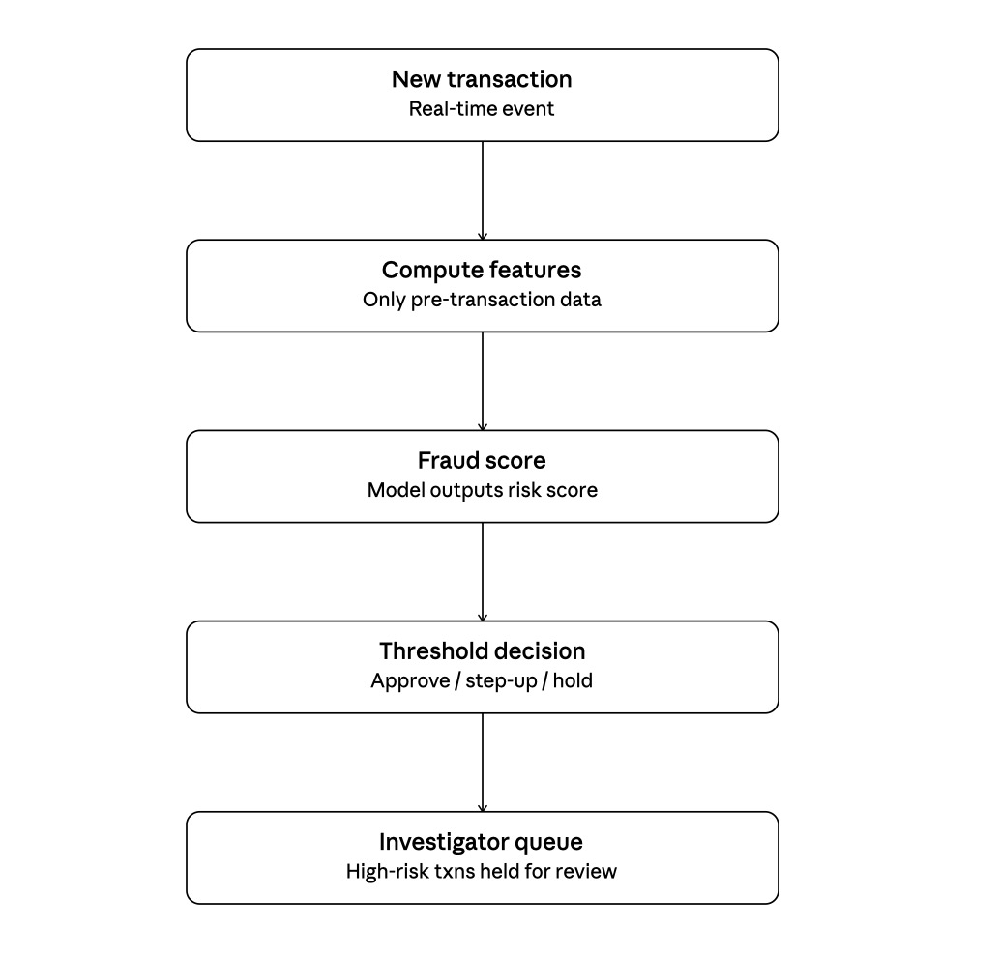 New transaction
Real-time event
Compute features
Only pre-transaction data
Fraud score
Model outputs risk score
Threshold decision
Approve / step-up / hold
Investigator queue
High-risk txns held for review